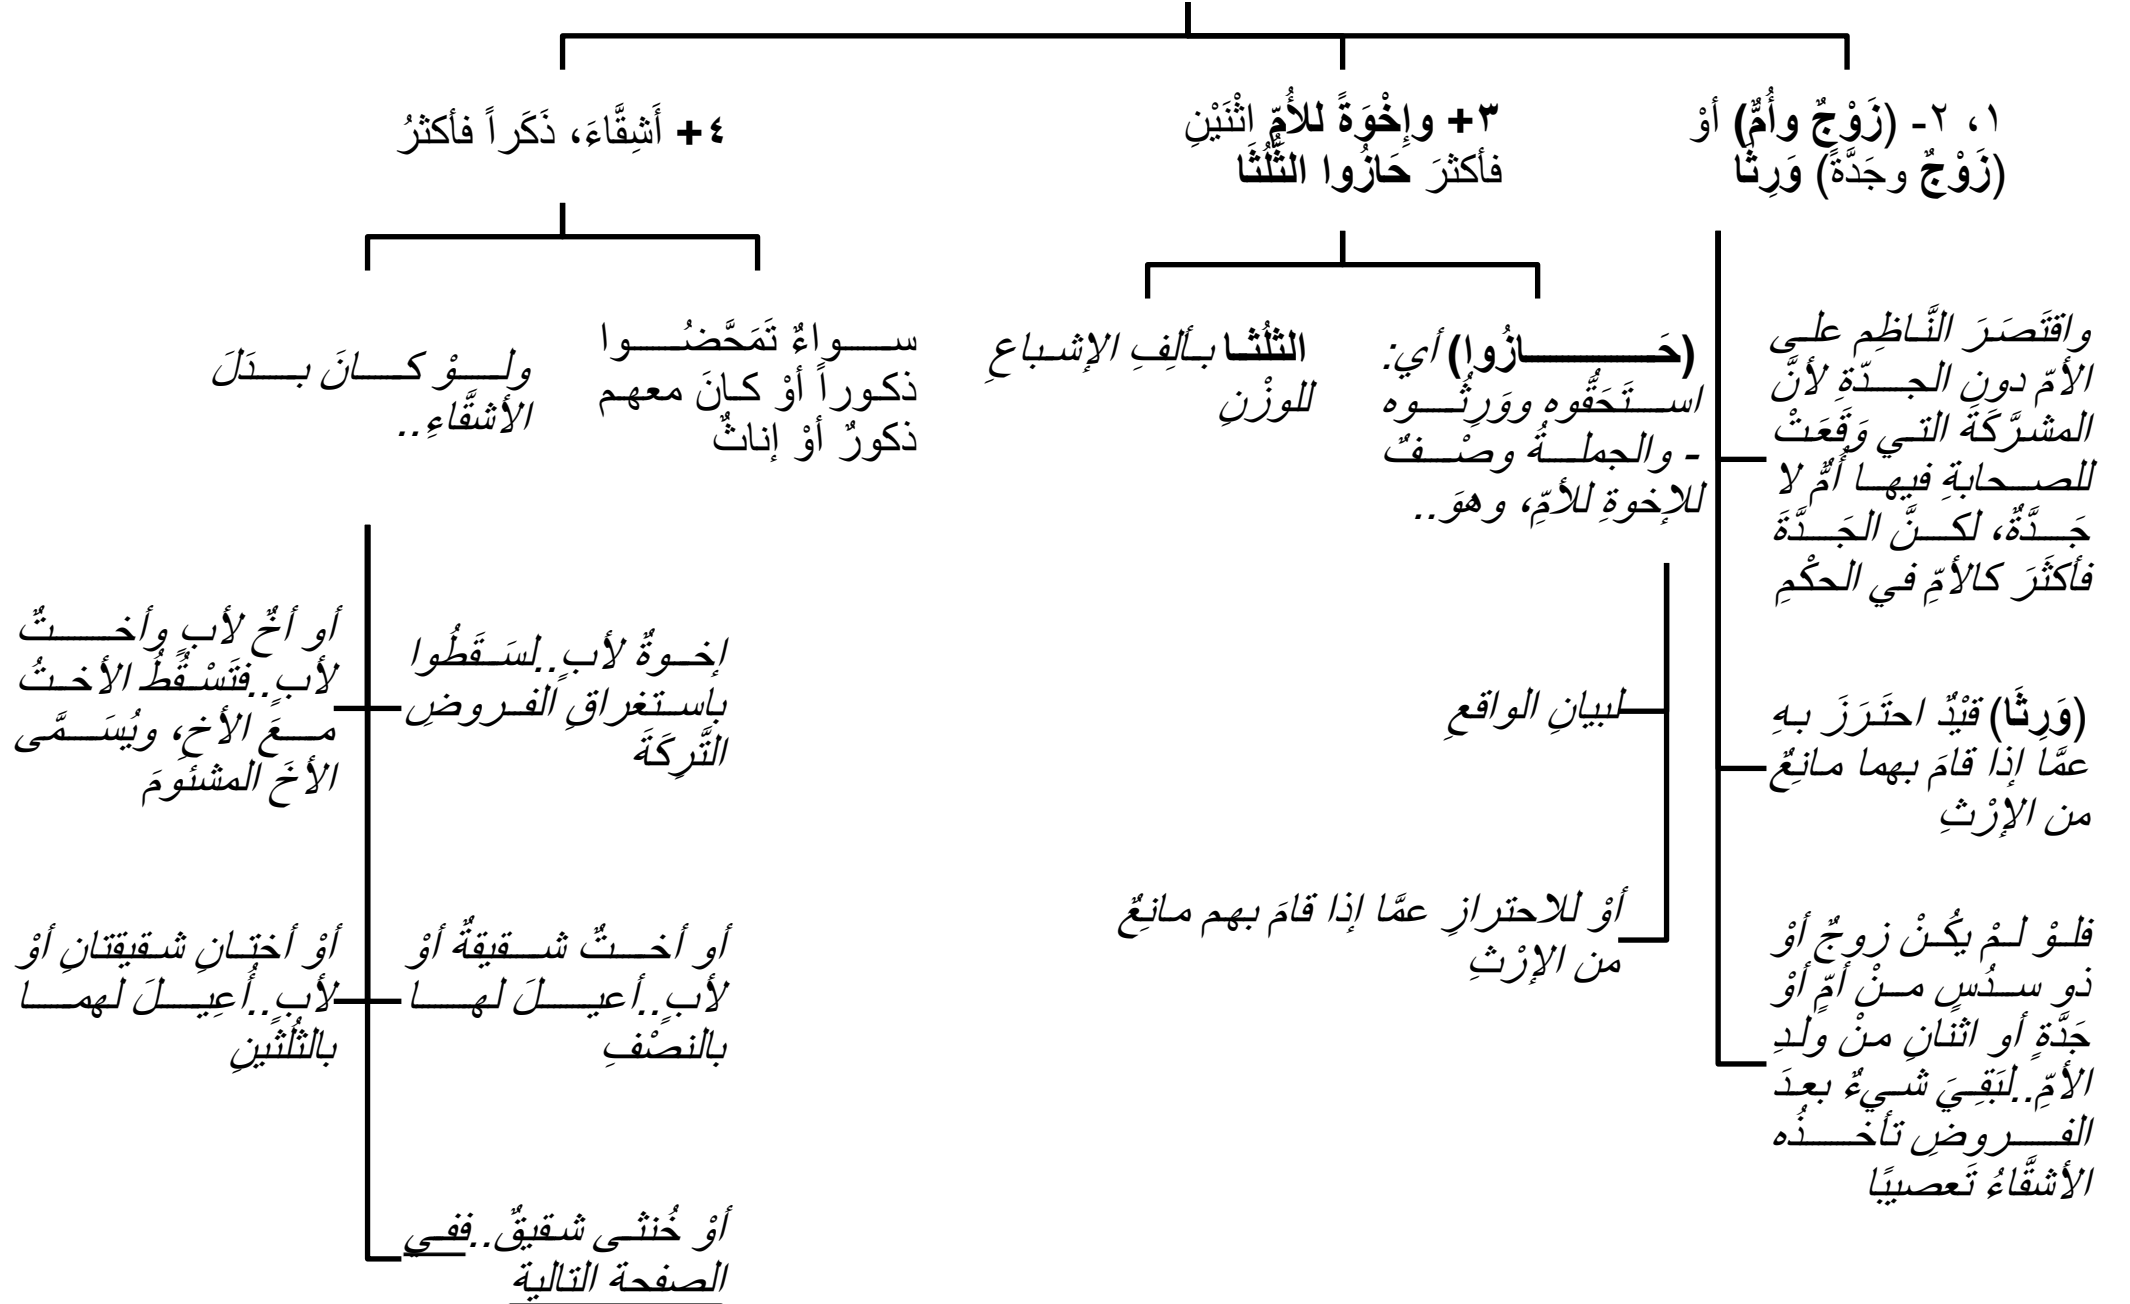 ١، ٢- (زَوْجٌ وأُمٌّ) أوْ
(زَوْجٌ وجَدَّةً) وَرِثَا
٣+ وإِخْوَةً للأُمِّ اثْنَيْنِ
فأكثرَ حَازُوا الثُّلُثَا
٤+ أَشِقَّاءَ، ذَكَراً فأكثرُ
واقتَصَرَ النَّاظِم على
الأمّ دون الجدّةِ لأنَّ
المشرَّكَةَ التي وَقَعَتْ
للصحابةِ فيها أُمٌّ لا
جَدَّةٌ، لكنَّ الجَدَّةَ
فأكثَرَ كالأمِّ في الحكْمِ
(وَرِثَا) قيْدٌ احتَرَزَ بهِ
عمَّا إذا قامَ بهما مانِعٌ
من الإرْثِ
فلوْ لمْ يكُنْ زوجٌ أوْ
ذو سدُسٍ منْ أمٍّ أوْ
جَدَّةٍ أو اثنانِ منْ ولدِ
الأمِّ..لبَقِيَ شيءٌ بعدَ
الفروضِ تأخذُه
الأشقَّاءُ تَعصيبًا
(حَازُوا) أي:
استَحَقُّوه ووَرِثُوه
- والجملةُ وصْفٌ
للإخوةِ للأمِّ، وهوَ..
لبيانِ الواقعِ
أوْ للاحترازِ عمَّا إذا قامَ بهم مانِعٌ
من الإرْثِ
الثلُثا بألِفِ الإشباعِ
للوزْنِ
سواءٌ تَمَحَّضُوا
ذكوراً أوْ كانَ معهم
ذكورٌ أوْ إناثٌ
ولوْ كانَ بدَلَ
الأشقَّاءِ..
إخوةٌ لأبٍ..لسَقَطُوا
باستغراقِ الفروضِ
التَّرِكَةَ
أو أخٌ لأبٍ وأختٌ
لأبٍ..فتَسْقُطُ الأختُ
معَ الأخِ، ويُسَمَّى
الأخَ المشئومَ
أو أختٌ شقيقةٌ أوْ
لأبٍ..أعيلَ لها
بالنصْفِ
أوْ أختانِ شقيقتانِ أوْ
لأبٍ..أُعِيلَ لهما
بالثُلُثينِ
أوْ خُنثى شقيقٌ..ففي
الصفحة التالية